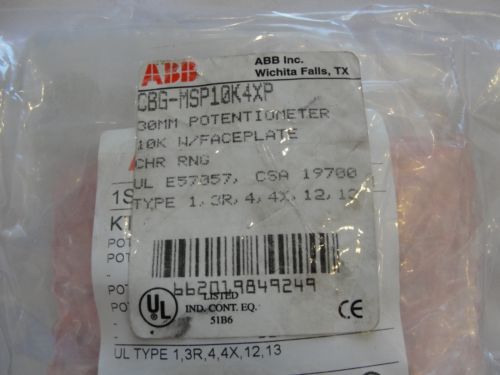 ABB
ABB Inc.
Wichita Falls, TX
CBG-MSP10K4XP
30MM POTENTIOMETER
10K W/FACEPLATE
CHR RNG
UL E57057, CSA 19700
TYPE 1,3R,4,4X,12,13
1S
KT
POT
POT
-
POT
-
POT
-
662019849249
UL
LISTED
IND. CONT. EQ.
51B6
CE
UL TYPE 1,3R,4,4X,12,13